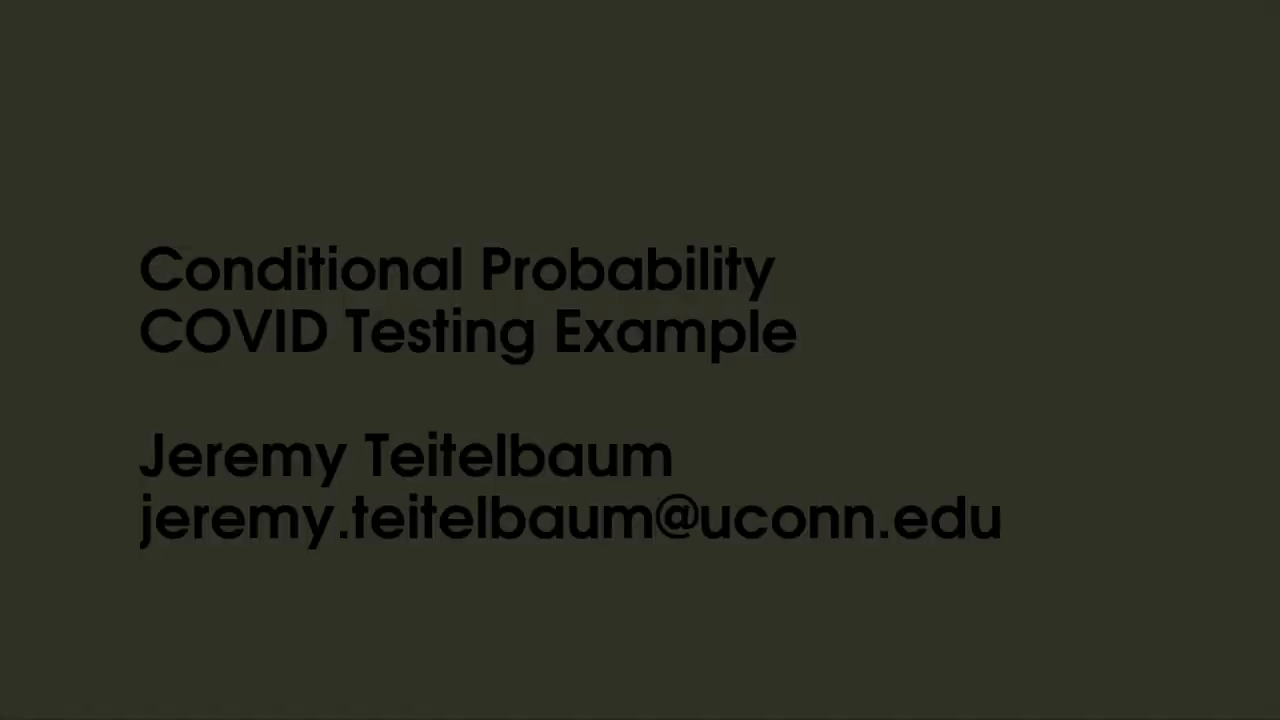 Conditional Probability
COVID Testing Example
Jeremy Teitelbaum
jeremy.teitelbaum@uconn.edu